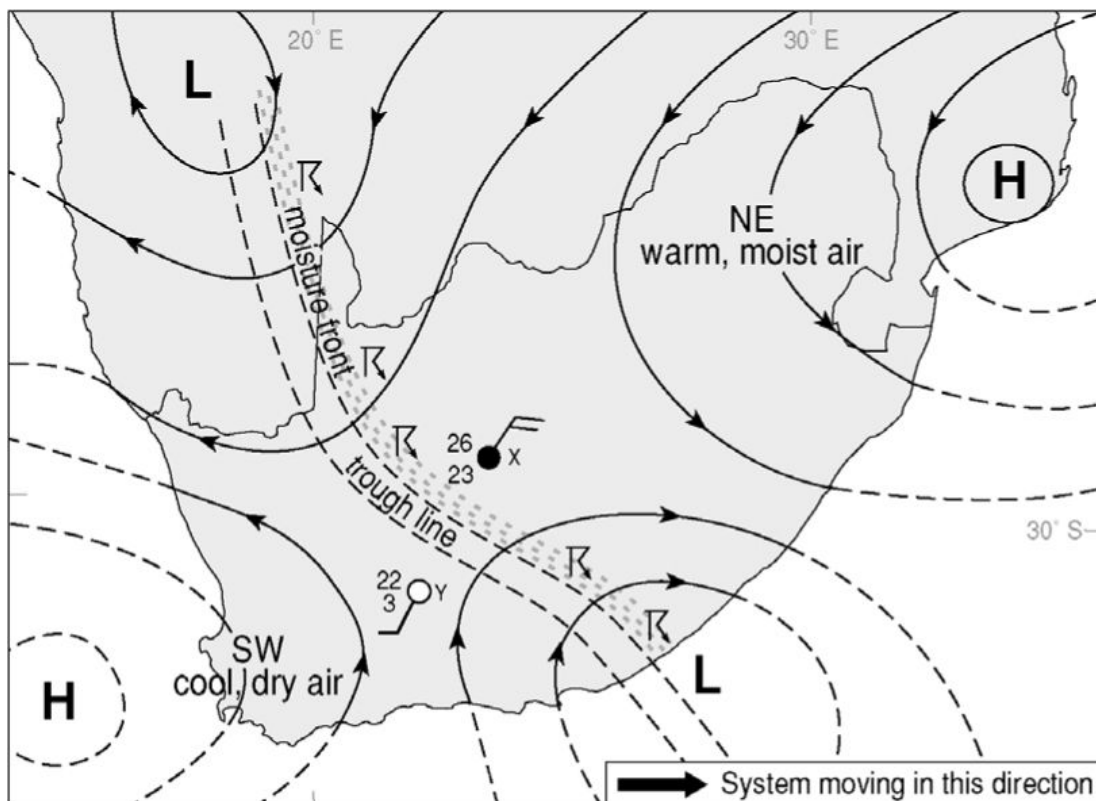 20° E
30° E
L
H
NE
warm, moist air
moisture front
26
23
X
trough line
30° S
22
3
Y
SW
cool, dry air
H
L
System moving in this direction